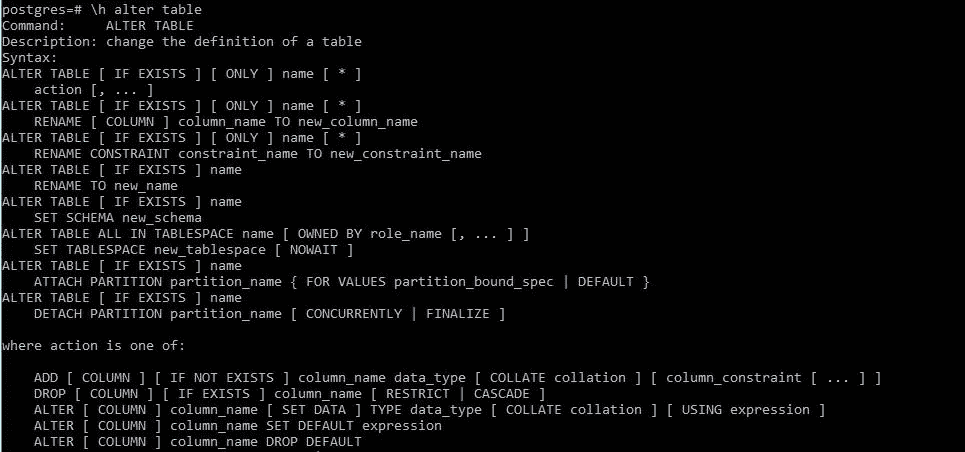 postgres=# \h alter table
Command:     ALTER TABLE
Description: change the definition of a table
Syntax:
ALTER TABLE [ IF EXISTS ] [ ONLY ] name [ * ]
    action [, ... ]
ALTER TABLE [ IF EXISTS ] [ ONLY ] name [ * ]
    RENAME [ COLUMN ] column_name TO new_column_name
ALTER TABLE [ IF EXISTS ] [ ONLY ] name [ * ]
    RENAME CONSTRAINT constraint_name TO new_constraint_name
ALTER TABLE [ IF EXISTS ] name
    RENAME TO new_name
ALTER TABLE [ IF EXISTS ] name
    SET SCHEMA new_schema
ALTER TABLE ALL IN TABLESPACE name [ OWNED BY role_name [, ... ] ]
    SET TABLESPACE new_tablespace [ NOWAIT ]
ALTER TABLE [ IF EXISTS ] name
    ATTACH PARTITION partition_name { FOR VALUES partition_bound_spec | DEFAULT }
ALTER TABLE [ IF EXISTS ] name
    DETACH PARTITION partition_name [ CONCURRENTLY | FINALIZE ]

where action is one of:

    ADD [ COLUMN ] [ IF NOT EXISTS ] column_name data_type [ COLLATE collation ] [ column_constraint [ ... ] ]
    DROP [ COLUMN ] [ IF EXISTS ] column_name [ RESTRICT | CASCADE ]
    ALTER [ COLUMN ] column_name [ SET DATA ] TYPE data_type [ COLLATE collation ] [ USING expression ]
    ALTER [ COLUMN ] column_name SET DEFAULT expression
    ALTER [ COLUMN ] column_name DROP DEFAULT